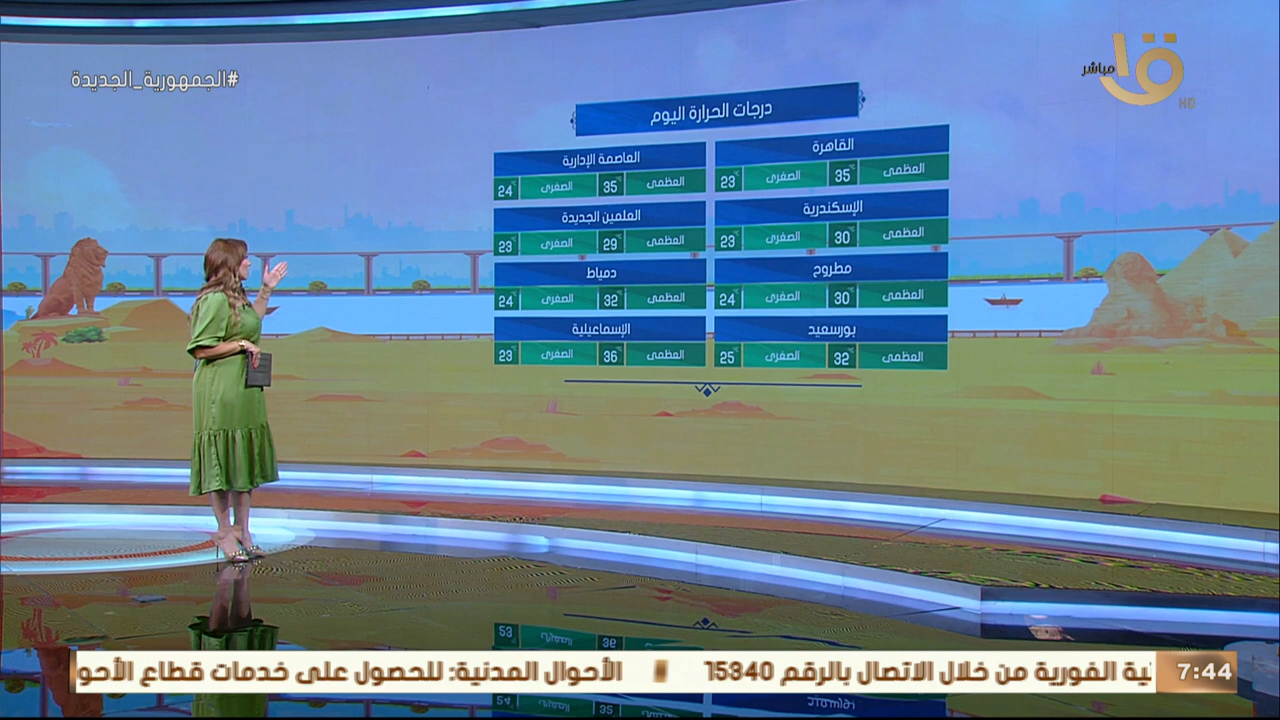 #الجمهورية_الجديدة
مباشر
HD
درجات الحرارة اليوم
القاهرة
العظمى 35 الصغرى 23
العاصمة الإدارية
العظمى 35 الصغرى 24
الإسكندرية
العظمى 30 الصغرى 23
العلمين الجديدة
العظمى 29 الصغرى 23
مطروح
العظمى 30 الصغرى 24
دمياط
العظمى 32 الصغرى 24
بورسعيد
العظمى 32 الصغرى 25
الإسماعيلية
العظمى 36 الصغرى 23
الفورية من خلال الاتصال بالرقم 15340 الأحوال المدنية: للحصول على خدمات قطاع
7:44